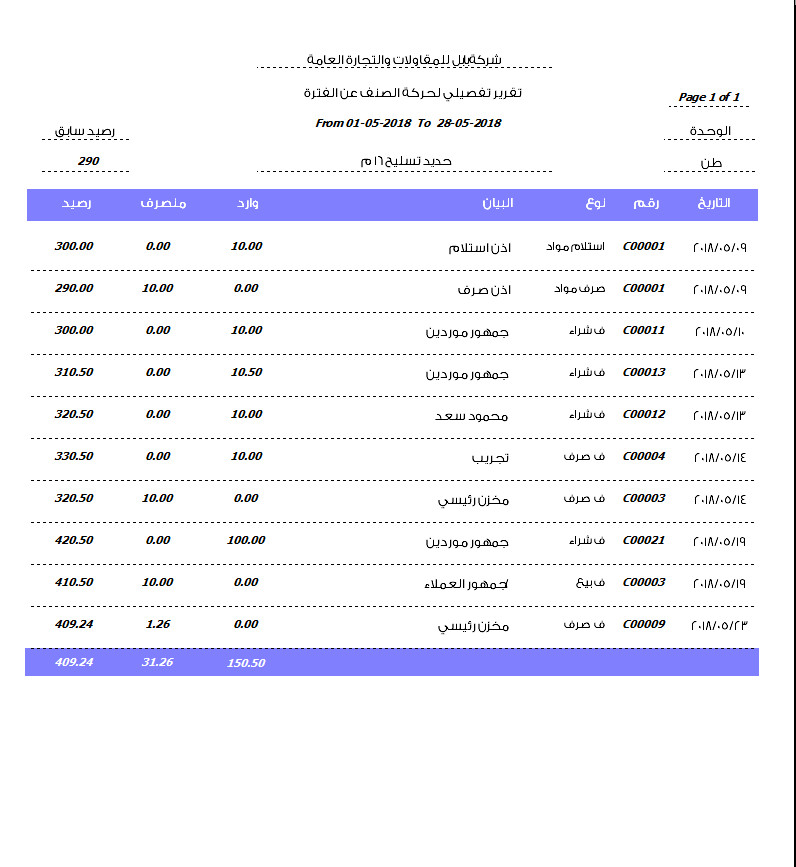 شركة بابل للمقاولات والتجارة العامة
تقرير تفصيلي لحركة الصنف عن الفترة
Page 1 of 1
From 01-05-2018 To 28-05-2018
الوحدة رصيد سابق
طن حديد تسليح ١٦ م 290
التاريخ رقم نوع البيان وارد منصرف رصيد
٢٠١٨/٠٥/٠٩ C00001 استلام مواد اذن استلام 10.00 0.00 300.00
٢٠١٨/٠٥/٠٩ C00001 صرف مواد اذن صرف 0.00 10.00 290.00
٢٠١٨/٠٥/١٠ C00011 ف شراء جمهور موردين 10.00 0.00 300.00
٢٠١٨/٠٥/١٣ C00013 ف شراء جمهور موردين 10.50 0.00 310.50
٢٠١٨/٠٥/١٣ C00012 ف شراء محمود سعد 10.00 0.00 320.50
٢٠١٨/٠٥/١٤ C00004 ف صرف تجريب 10.00 0.00 330.50
٢٠١٨/٠٥/١٤ C00003 ف صرف مخزن رئيسي 0.00 10.00 320.50
٢٠١٨/٠٥/١٩ C00021 ف شراء جمهور موردين 100.00 0.00 420.50
٢٠١٨/٠٥/١٩ C00003 ف بيع جمهور العملاء/ 0.00 10.00 410.50
٢٠١٨/٠٥/٢٣ C00009 ف صرف مخزن رئيسي 0.00 1.26 409.24
150.50 31.26 409.24